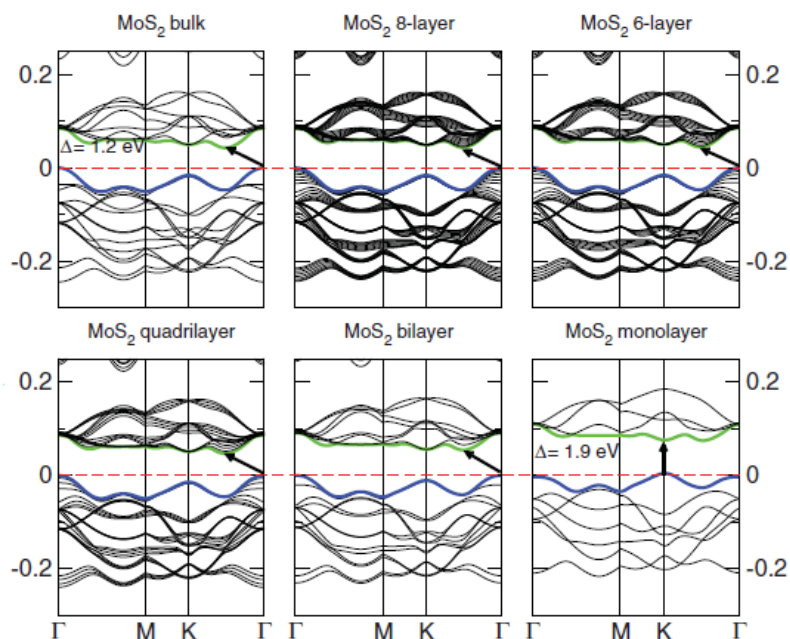 MoS₂ bulk MoS₂ 8-layer MoS₂ 6-layer
0.2 0.2
Δ= 1.2 eV
0 0
-0.2 -0.2
MoS₂ quadrilayer MoS₂ bilayer MoS₂ monolayer
0.2 0.2
Δ= 1.9 eV
0 0
-0.2 -0.2
Γ M K Γ M K Γ M K Γ